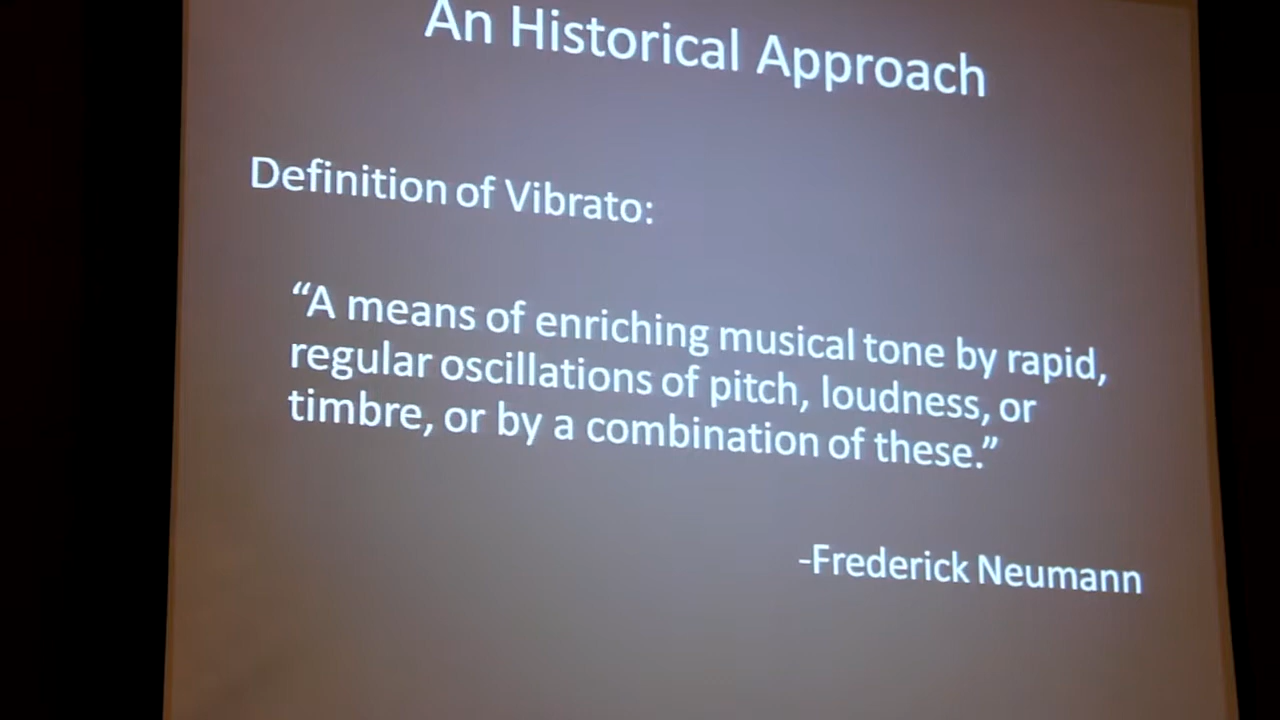 An Historical Approach
Definition of Vibrato:
“A means of enriching musical tone by rapid,
regular oscillations of pitch, loudness, or
timbre, or by a combination of these.”
-Frederick Neumann